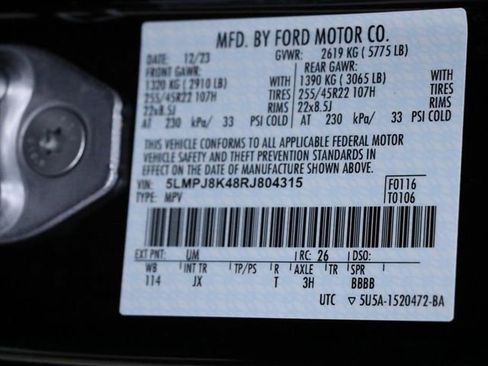 MFD. BY FORD MOTOR CO.
DATE: 12/23 GVWR: 2619 KG (5775 LB)
FRONT GAWR: REAR GAWR:
1320 KG (2910 LB) WITH 1390 KG (3065 LB) WITH
255/45R22 107H TIRES 255/45R22 107H TIRES
22x8.5J RIMS 22x8.5J RIMS
AT 230 kPa/ 33 PSI COLD AT 230 kPa/ 33 PSI COLD
THIS VEHICLE CONFORMS TO ALL APPLICABLE FEDERAL MOTOR
VEHICLE SAFETY AND THEFT PREVENTION STANDARDS IN
EFFECT ON THE DATE OF MANUFACTURE SHOWN ABOVE.
VIN: 5LMPJ8K48RJ804315 F0116
TYPE: MPV T0106
EXT PNT: UM RC: 26 DSO:
WB INT TR TP/PS R AXLE TR SPR
114 JX T 3H BBBB
UTC ▽ 5U5A-1520472-BA